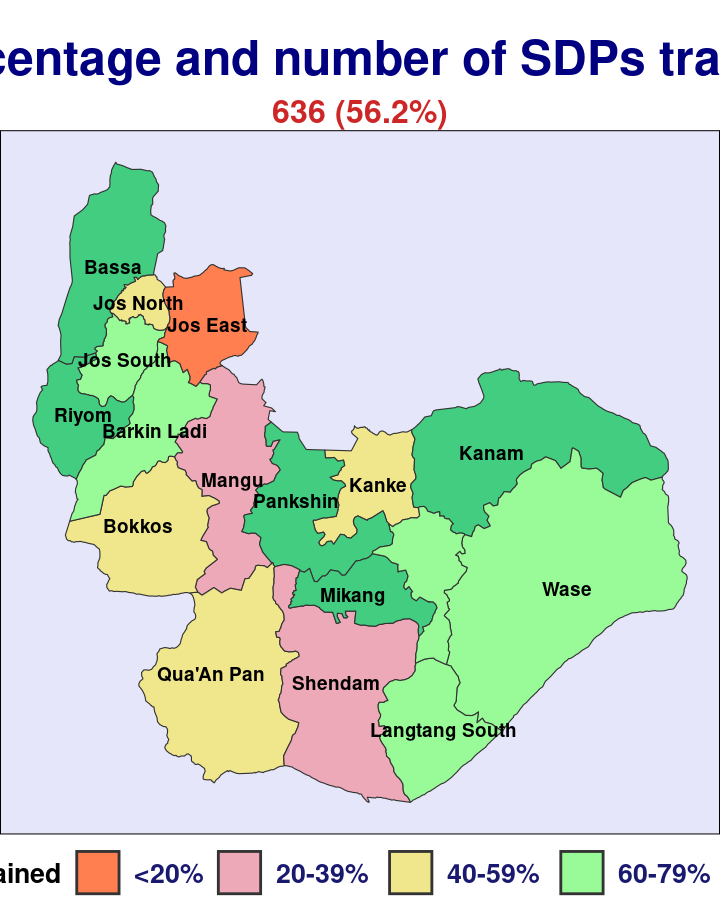 centage and number of SDPs tra
636 (56.2%)
Bassa
Jos North
Jos East
Jos South
Riyom
Barkin Ladi
Kanam
Mangu
Kanke
Pankshin
Bokkos
Wase
Mikang
Qua'An Pan
Shendam
Langtang South
ained <20% 20-39% 40-59% 60-79%